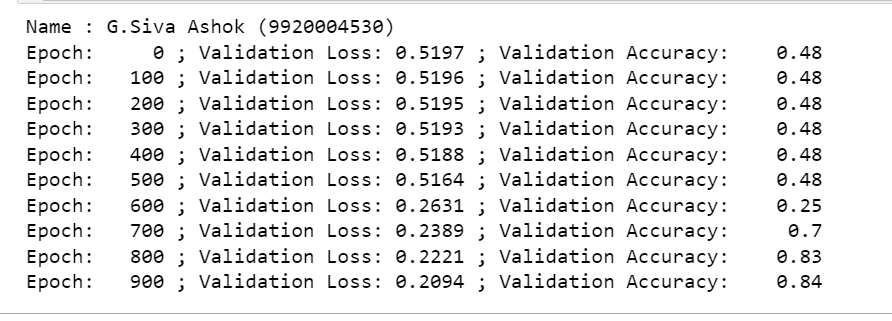 Name : G.Siva Ashok (9920004530)
Epoch:    0 ; Validation Loss: 0.5197 ; Validation Accuracy:    0.48
Epoch:  100 ; Validation Loss: 0.5196 ; Validation Accuracy:    0.48
Epoch:  200 ; Validation Loss: 0.5195 ; Validation Accuracy:    0.48
Epoch:  300 ; Validation Loss: 0.5193 ; Validation Accuracy:    0.48
Epoch:  400 ; Validation Loss: 0.5188 ; Validation Accuracy:    0.48
Epoch:  500 ; Validation Loss: 0.5164 ; Validation Accuracy:    0.48
Epoch:  600 ; Validation Loss: 0.2631 ; Validation Accuracy:    0.25
Epoch:  700 ; Validation Loss: 0.2389 ; Validation Accuracy:     0.7
Epoch:  800 ; Validation Loss: 0.2221 ; Validation Accuracy:    0.83
Epoch:  900 ; Validation Loss: 0.2094 ; Validation Accuracy:    0.84